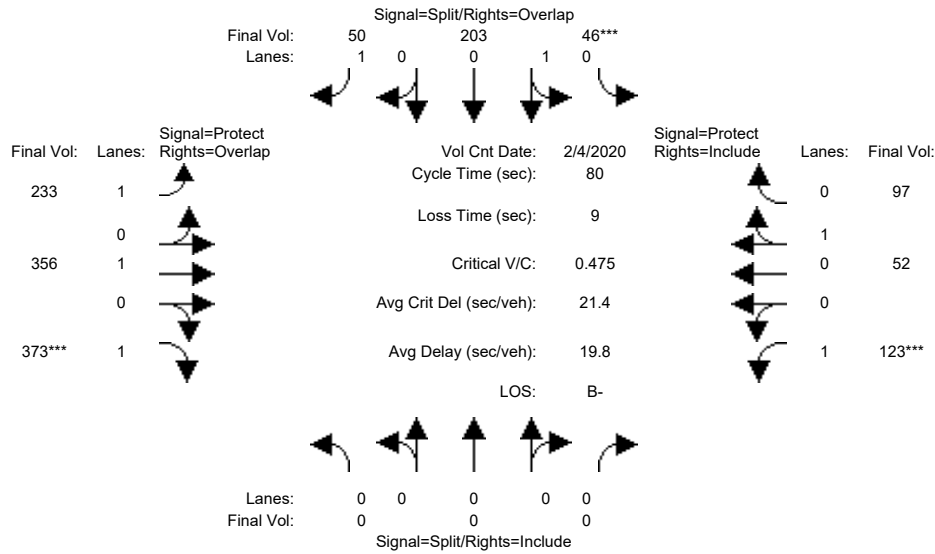 Signal=Split/Rights=Overlap
Final Vol: 50 203 46***
Lanes: 1 0 0 1 0
Signal=Protect Signal=Protect
Final Vol: Lanes: Rights=Overlap Vol Cnt Date: 2/4/2020 Rights=Include Lanes: Final Vol:
Cycle Time (sec): 80
233 1 0 97
Loss Time (sec): 9
0 1
356 1 Critical V/C: 0.475 0 52
0 Avg Crit Del (sec/veh): 21.4 0
373*** 1 Avg Delay (sec/veh): 19.8 1 123***
LOS: B-
Lanes: 0 0 0 0 0
Final Vol: 0 0 0
Signal=Split/Rights=Include